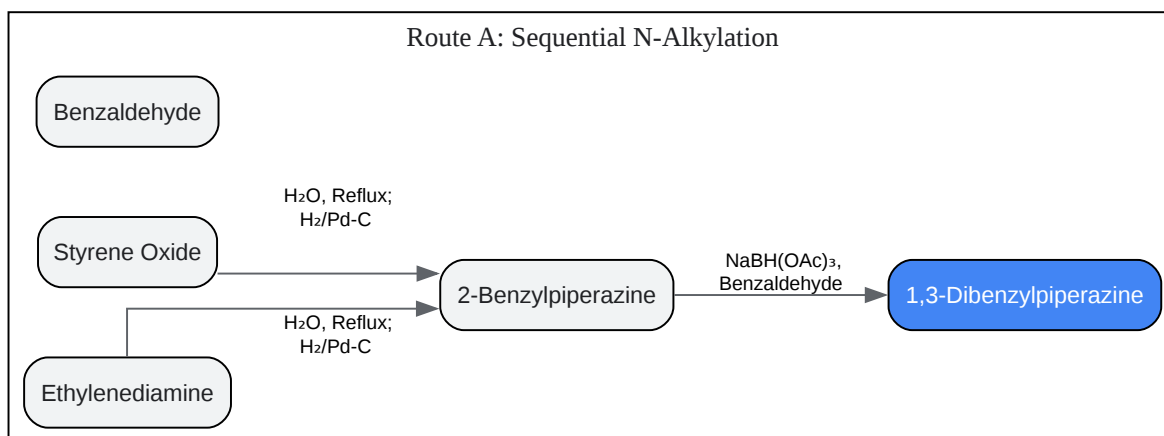 Route A: Sequential N-Alkylation
Benzaldehyde
H₂O, Reflux;
H₂/Pd-C
Styrene Oxide
NaBH(OAc)₃,
Benzaldehyde
2-Benzylpiperazine
1,3-Dibenzylpiperazine
H₂O, Reflux;
H₂/Pd-C
Ethylenediamine